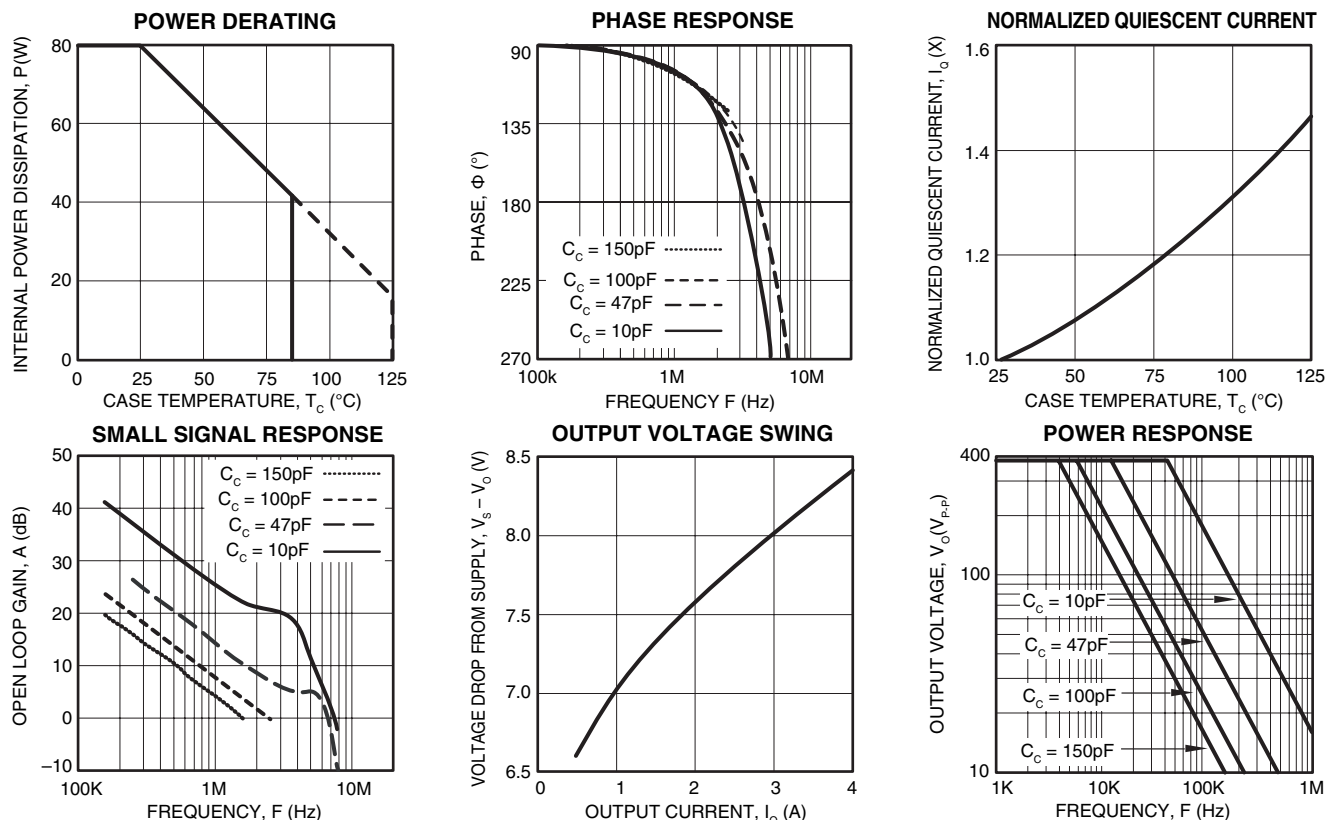 POWER DERATING
INTERNAL POWER DISSIPATION, P(W)
80
60
40
20
0
0 25 50 75 100 125
CASE TEMPERATURE, T_C (°C)
PHASE RESPONSE
PHASE, Φ (°)
90
135
180
225
270
C_C = 150pF
C_C = 100pF
C_C = 47pF
C_C = 10pF
100k 1M 10M
FREQUENCY F (Hz)
NORMALIZED QUIESCENT CURRENT
NORMALIZED QUIESCENT CURRENT, I_Q (X)
1.6
1.4
1.2
1.0
25 50 75 100 125
CASE TEMPERATURE, T_C (°C)
SMALL SIGNAL RESPONSE
OPEN LOOP GAIN, A (dB)
50
40
30
20
10
0
–10
C_C = 150pF
C_C = 100pF
C_C = 47pF
C_C = 10pF
100K 1M 10M
FREQUENCY, F (Hz)
OUTPUT VOLTAGE SWING
VOLTAGE DROP FROM SUPPLY, V_S – V_O (V)
8.5
8.0
7.5
7.0
6.5
0 1 2 3 4
OUTPUT CURRENT, I_O (A)
POWER RESPONSE
OUTPUT VOLTAGE, V_O(V_P-P)
400
100
10
C_C = 10pF
C_C = 47pF
C_C = 100pF
C_C = 150pF
1K 10K 100K 1M
FREQUENCY, F (Hz)